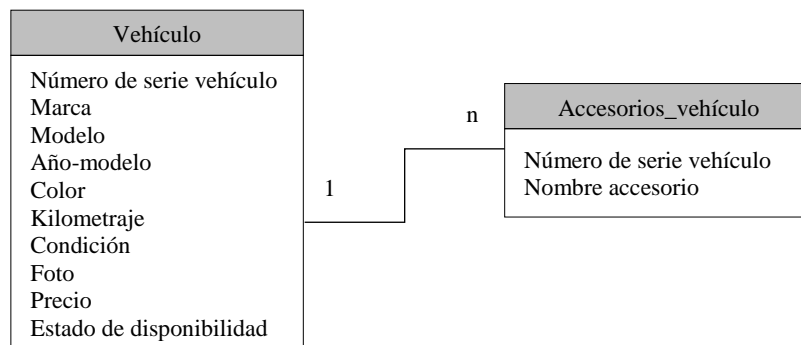 Vehículo
Número de serie vehículo
Marca
Modelo
Año-modelo
Color
Kilometraje
Condición
Foto
Precio
Estado de disponibilidad
1
n
Accesorios_vehículo
Número de serie vehículo
Nombre accesorio